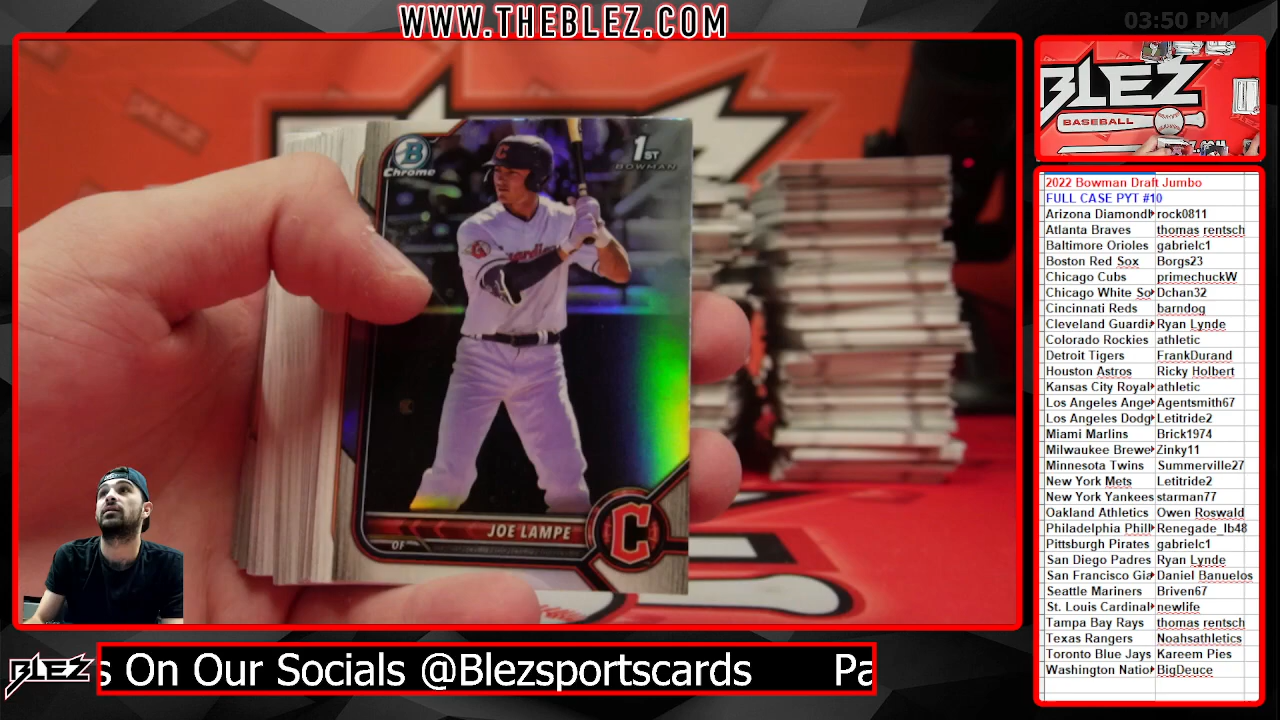 WWW.THEBLEZ.COM
03:50 PM
BLEZ
BASEBALL
B
Chrome
1ST
BOWMAN
C
Guardians
JOE LAMPE
OF
C
2022 Bowman Draft Jumbo
FULL CASE PYT #10
Arizona Diamondb rock0811
Atlanta Braves thomas rentsch
Baltimore Orioles gabrielc1
Boston Red Sox Borgs23
Chicago Cubs primechuckW
Chicago White So Dchan32
Cincinnati Reds barndog
Cleveland Guardi Ryan Lynde
Colorado Rockies athletic
Detroit Tigers FrankDurand
Houston Astros Ricky Holbert
Kansas City Royal athletic
Los Angeles Ange Agentsmith67
Los Angeles Dodg Letitride2
Miami Marlins Brick1974
Milwaukee Brewe Zinky11
Minnesota Twins Summerville27
New York Mets Letitride2
New York Yankees starman77
Oakland Athletics Owen Roswald
Philadelphia Phill Renegade_lb48
Pittsburgh Pirates gabrielc1
San Diego Padres Ryan Lynde
San Francisco Gia Daniel Banuelos
Seattle Mariners Briven67
St. Louis Cardinal newlife
Tampa Bay Rays thomas rentsch
Texas Rangers Noahsathletics
Toronto Blue Jays Kareem Pies
Washington Natio BigDeuce
BLEZ
s On Our Socials @Blezsportscards Pa